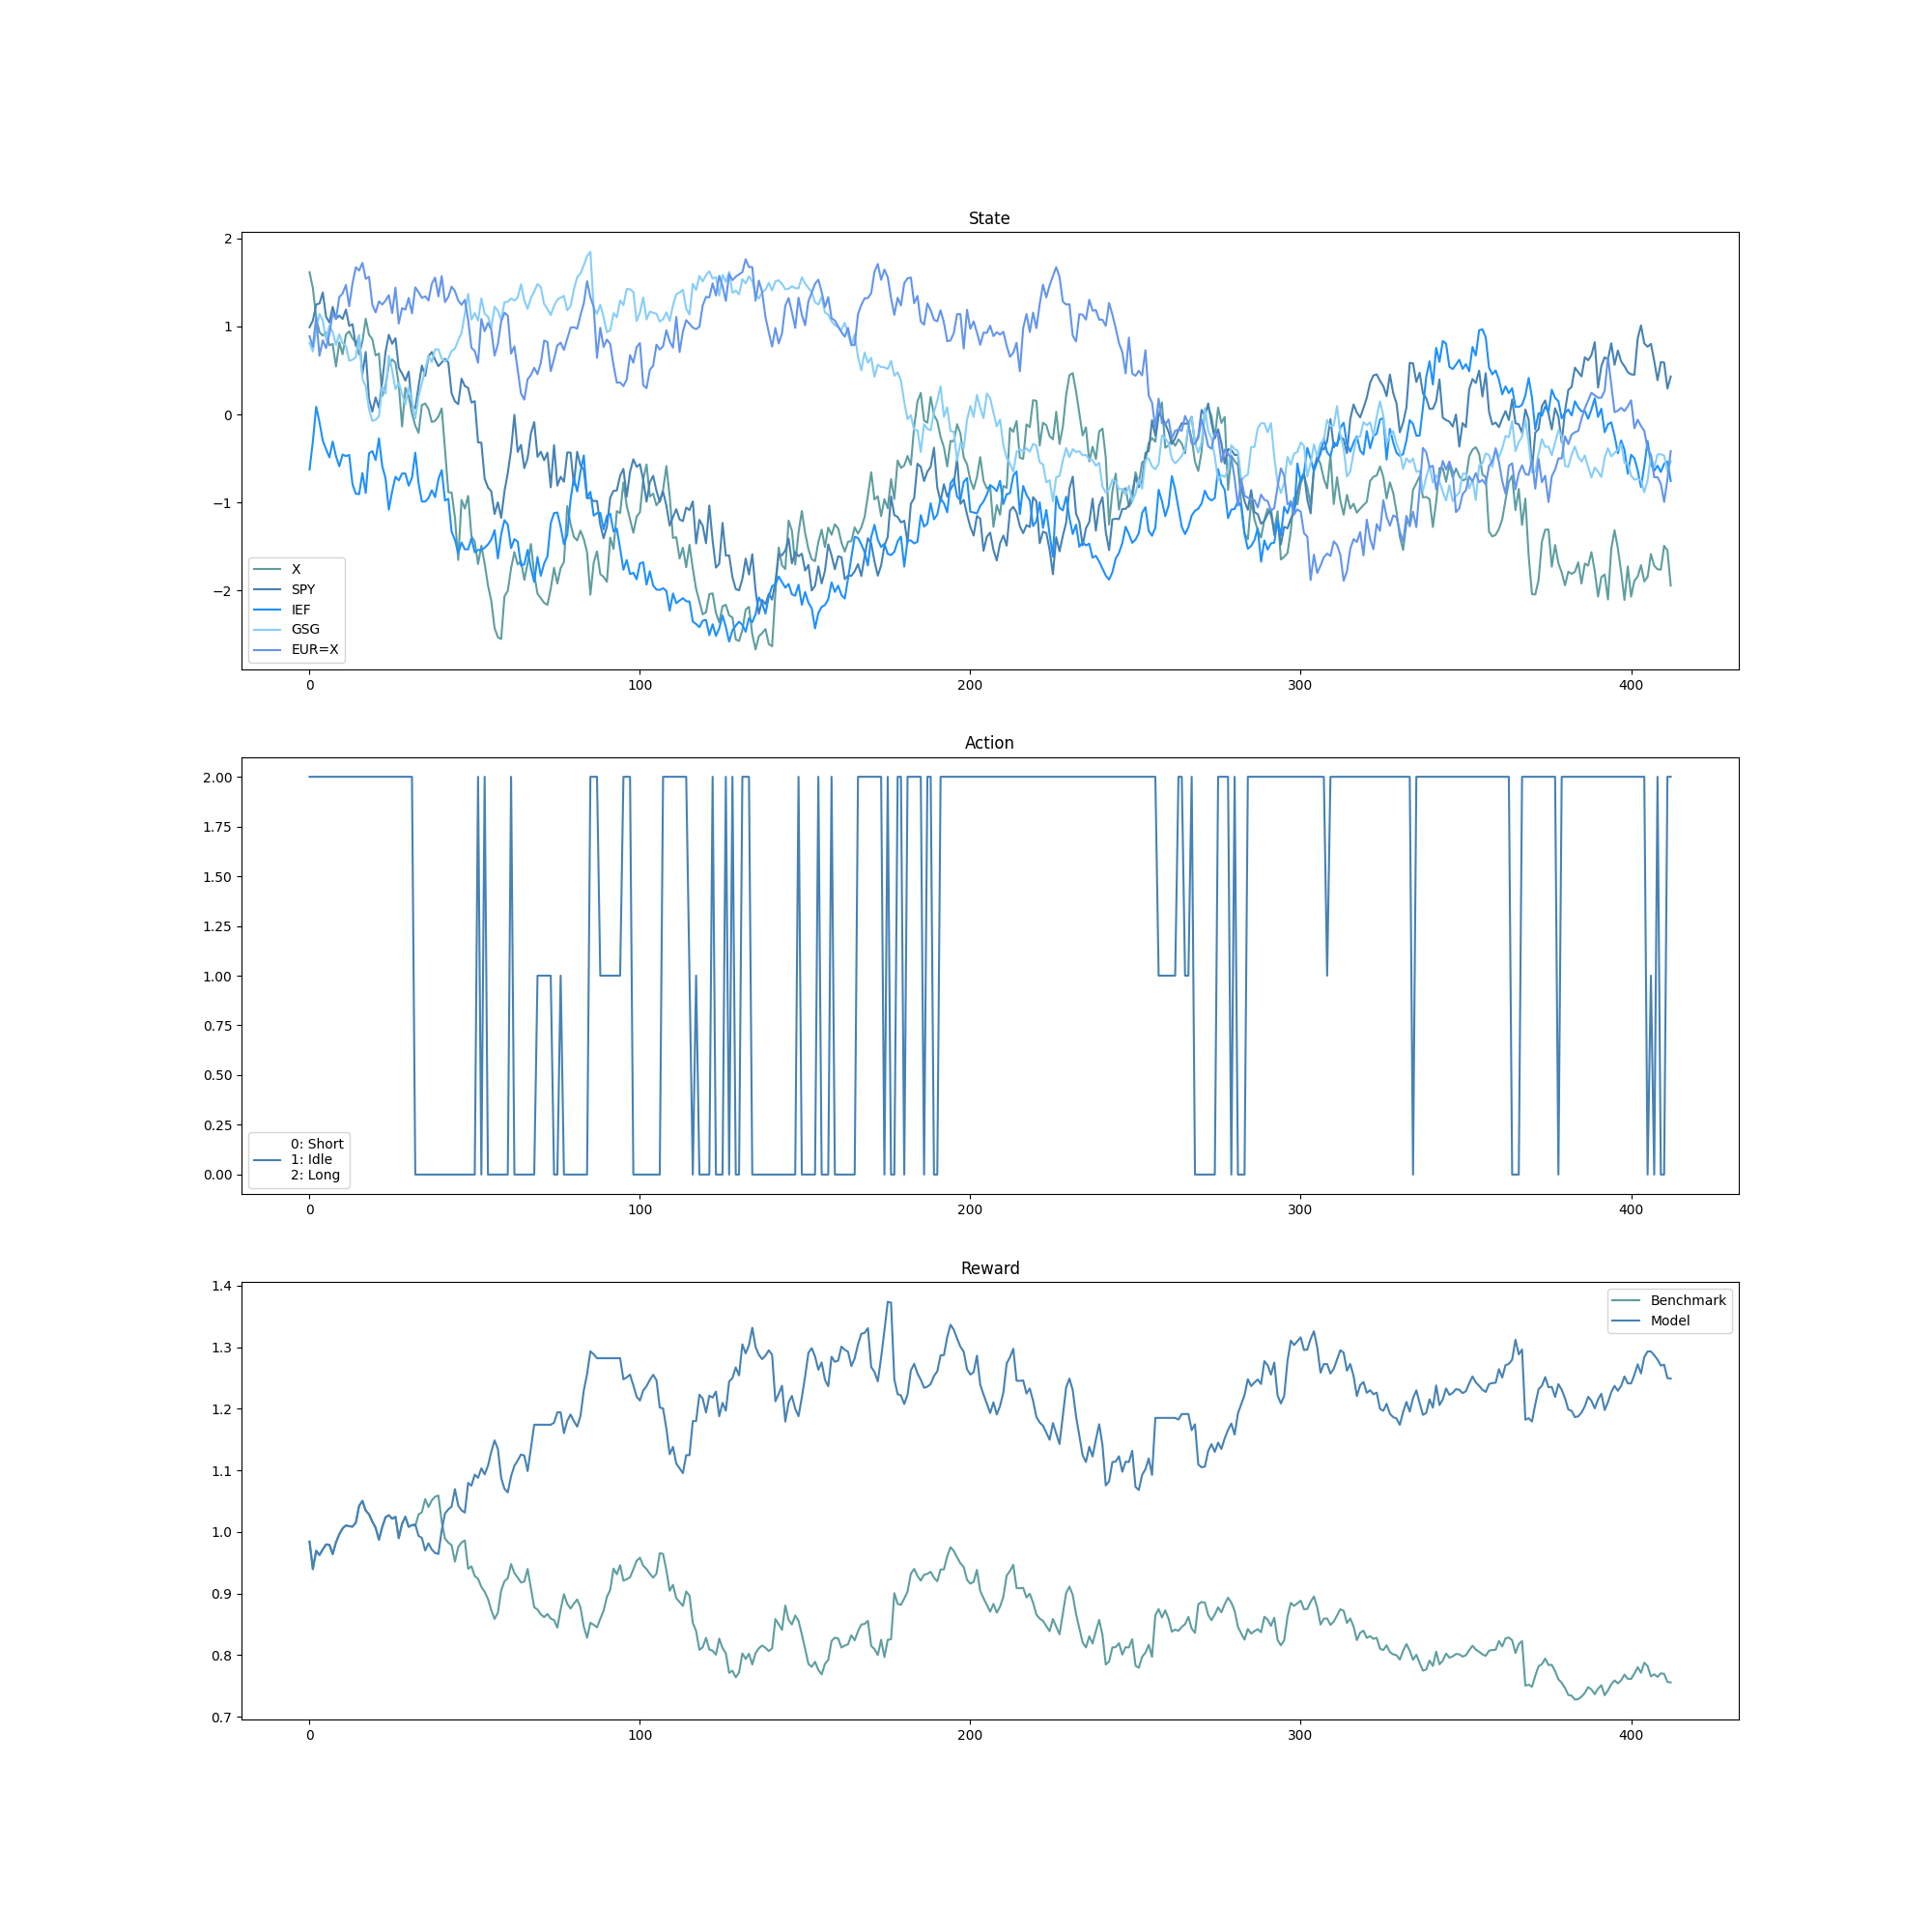 State
2
1
0
−1
−2
X
SPY
IEF
GSG
EUR=X
0 100 200 300 400
Action
2.00
1.75
1.50
1.25
1.00
0.75
0.50
0.25
0.00
0: Short
1: Idle
2: Long
0 100 200 300 400
Reward
1.4
1.3
1.2
1.1
1.0
0.9
0.8
0.7
Benchmark
Model
0 100 200 300 400